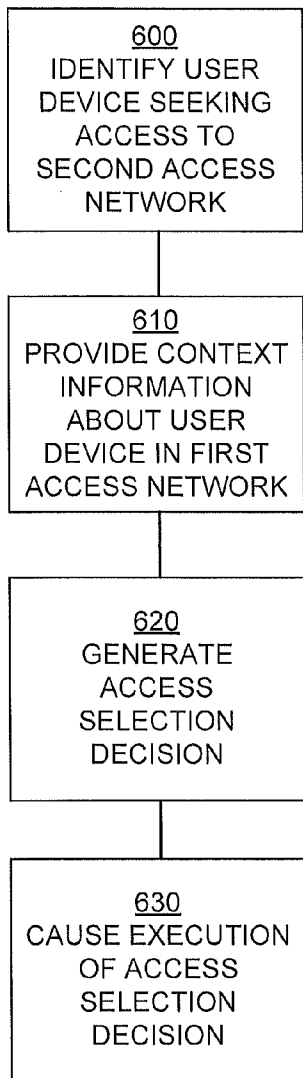 600
IDENTIFY USER
DEVICE SEEKING
ACCESS TO
SECOND ACCESS
NETWORK
610
PROVIDE CONTEXT
INFORMATION
ABOUT USER
DEVICE IN FIRST
ACCESS NETWORK
620
GENERATE
ACCESS
SELECTION
DECISION
630
CAUSE EXECUTION
OF ACCESS
SELECTION
DECISION